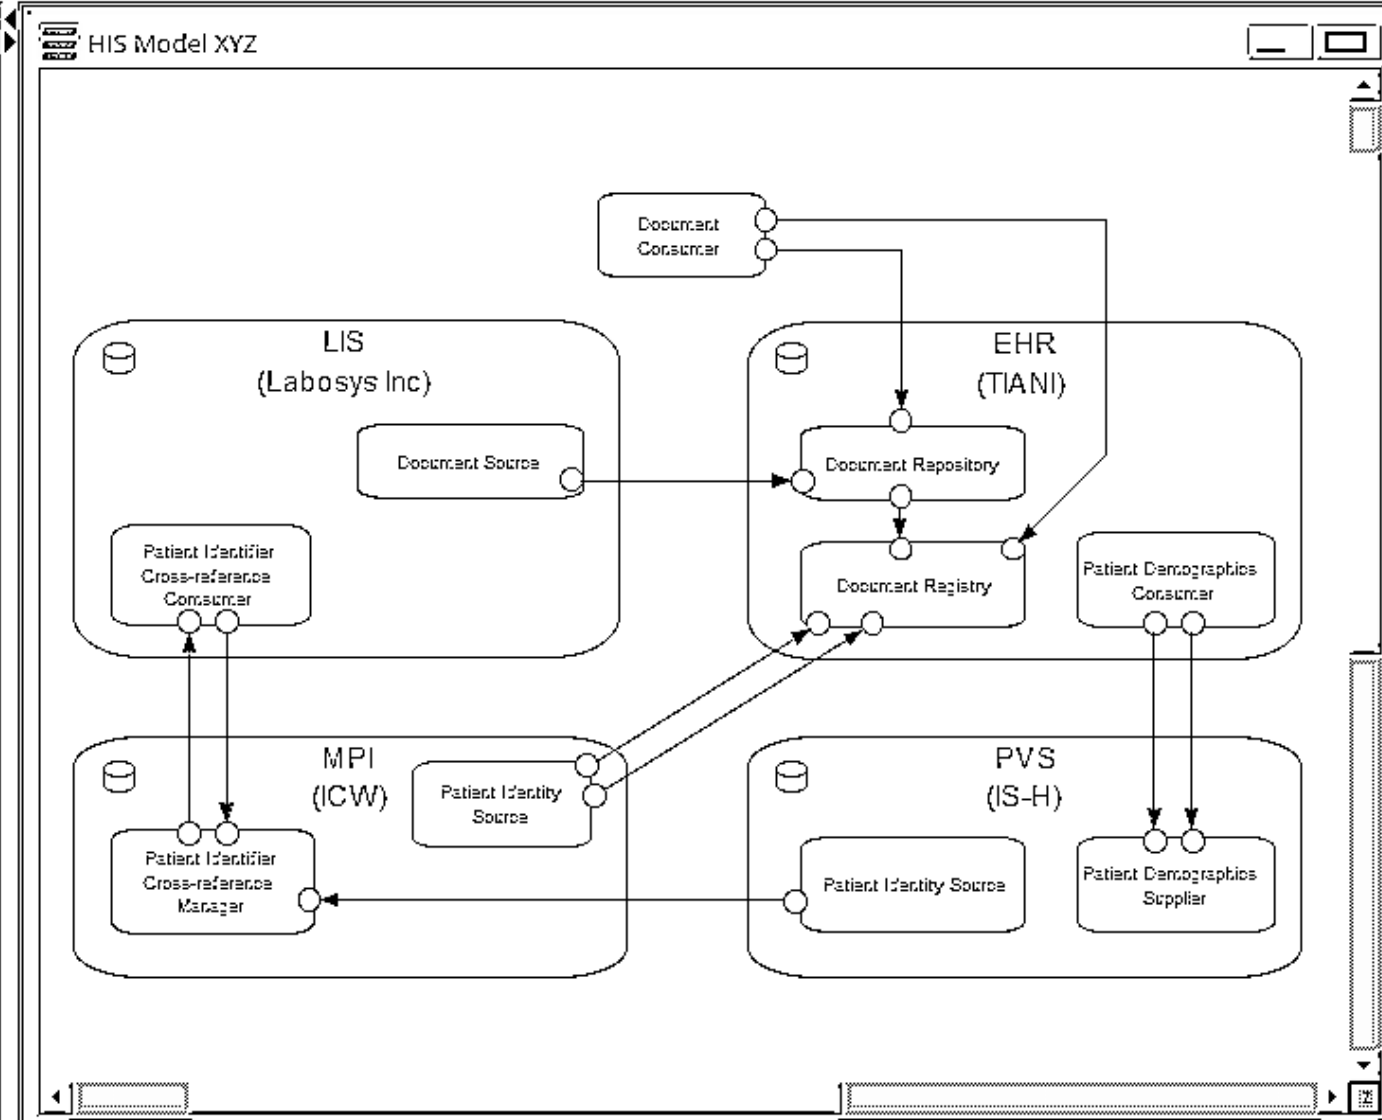 HIS Model XYZ
Document
Consumer
LIS
(Labosys Inc)
EHR
(TIANI)
Document Source
Document Repository
Patient Identifier
Cross-reference
Comsumer
Document Registry
Patient Demographics
Consumer
MPI
(ICW)
Patient Identity
Source
PVS
(IS-H)
Patient Identifier
Cross-reference
Manager
Patient Identity Source
Patient Demographics
Supplier